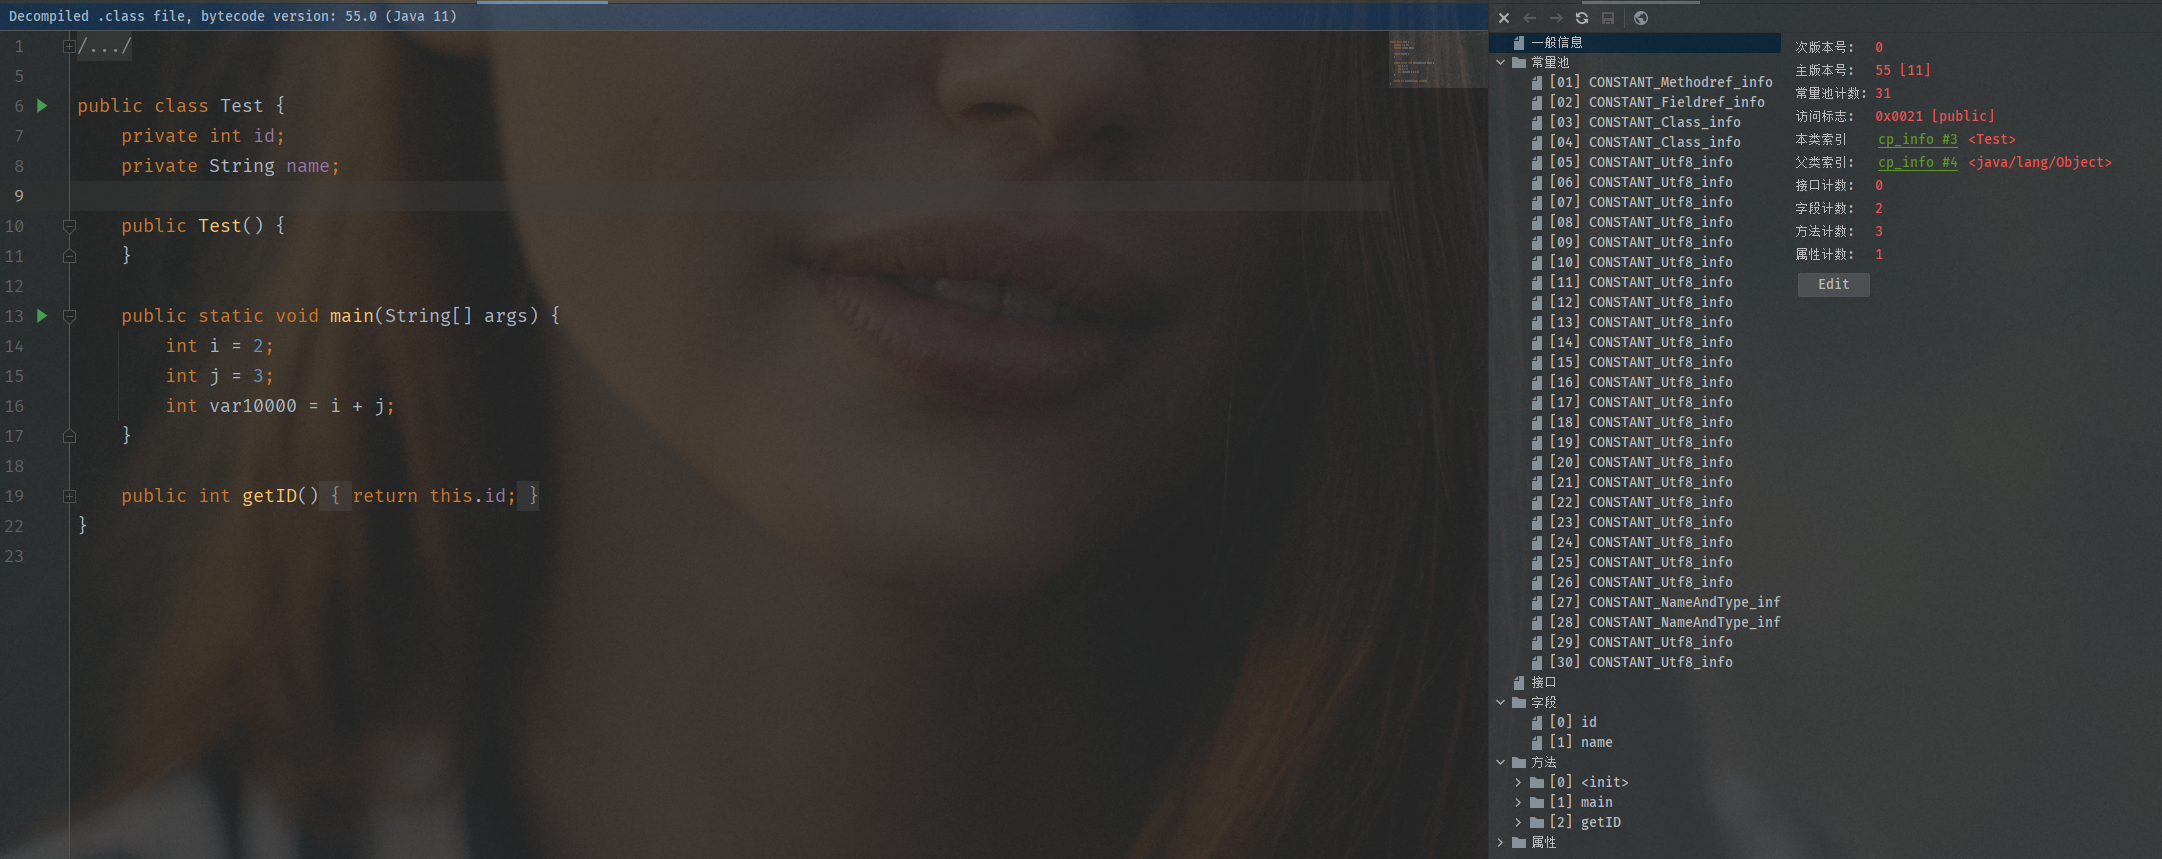 Decompiled .class file, bytecode version: 55.0 (Java 11)
1 /.../
5
6 public class Test {
7 private int id;
8 private String name;
9
10 public Test() {
11 }
12
13 public static void main(String[] args) {
14 int i = 2;
15 int j = 3;
16 int var10000 = i + j;
17 }
18
19 public int getID() { return this.id; }
22 }
23
一般信息
常量池
[01] CONSTANT_Methodref_info
[02] CONSTANT_Fieldref_info
[03] CONSTANT_Class_info
[04] CONSTANT_Class_info
[05] CONSTANT_Utf8_info
[06] CONSTANT_Utf8_info
[07] CONSTANT_Utf8_info
[08] CONSTANT_Utf8_info
[09] CONSTANT_Utf8_info
[10] CONSTANT_Utf8_info
[11] CONSTANT_Utf8_info
[12] CONSTANT_Utf8_info
[13] CONSTANT_Utf8_info
[14] CONSTANT_Utf8_info
[15] CONSTANT_Utf8_info
[16] CONSTANT_Utf8_info
[17] CONSTANT_Utf8_info
[18] CONSTANT_Utf8_info
[19] CONSTANT_Utf8_info
[20] CONSTANT_Utf8_info
[21] CONSTANT_Utf8_info
[22] CONSTANT_Utf8_info
[23] CONSTANT_Utf8_info
[24] CONSTANT_Utf8_info
[25] CONSTANT_Utf8_info
[26] CONSTANT_Utf8_info
[27] CONSTANT_NameAndType_inf
[28] CONSTANT_NameAndType_inf
[29] CONSTANT_Utf8_info
[30] CONSTANT_Utf8_info
接口
字段
[0] id
[1] name
方法
[0] <init>
[1] main
[2] getID
属性
次版本号: 0
主版本号: 55 [11]
常量池计数: 31
访问标志: 0x0021 [public]
本类索引 cp_info #3 <Test>
父类索引: cp_info #4 <java/lang/Object>
接口计数: 0
字段计数: 2
方法计数: 3
属性计数: 1
Edit